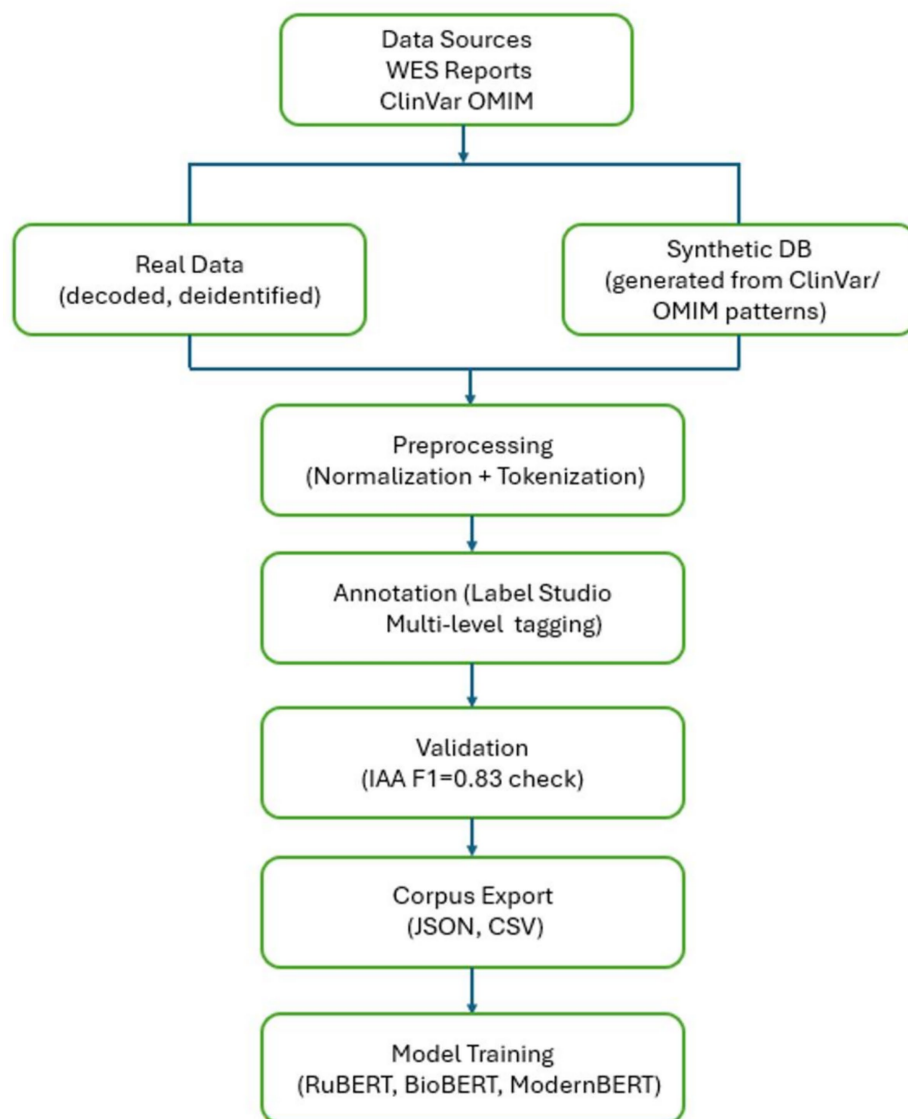 Data Sources
WES Reports
ClinVar OMIM
Real Data
(decoded, deidentified)
Synthetic DB
(generated from ClinVar/
OMIM patterns)
Preprocessing
(Normalization + Tokenization)
Annotation (Label Studio
Multi-level tagging)
Validation
(IAA F1=0.83 check)
Corpus Export
(JSON, CSV)
Model Training
(RuBERT, BioBERT, ModernBERT)